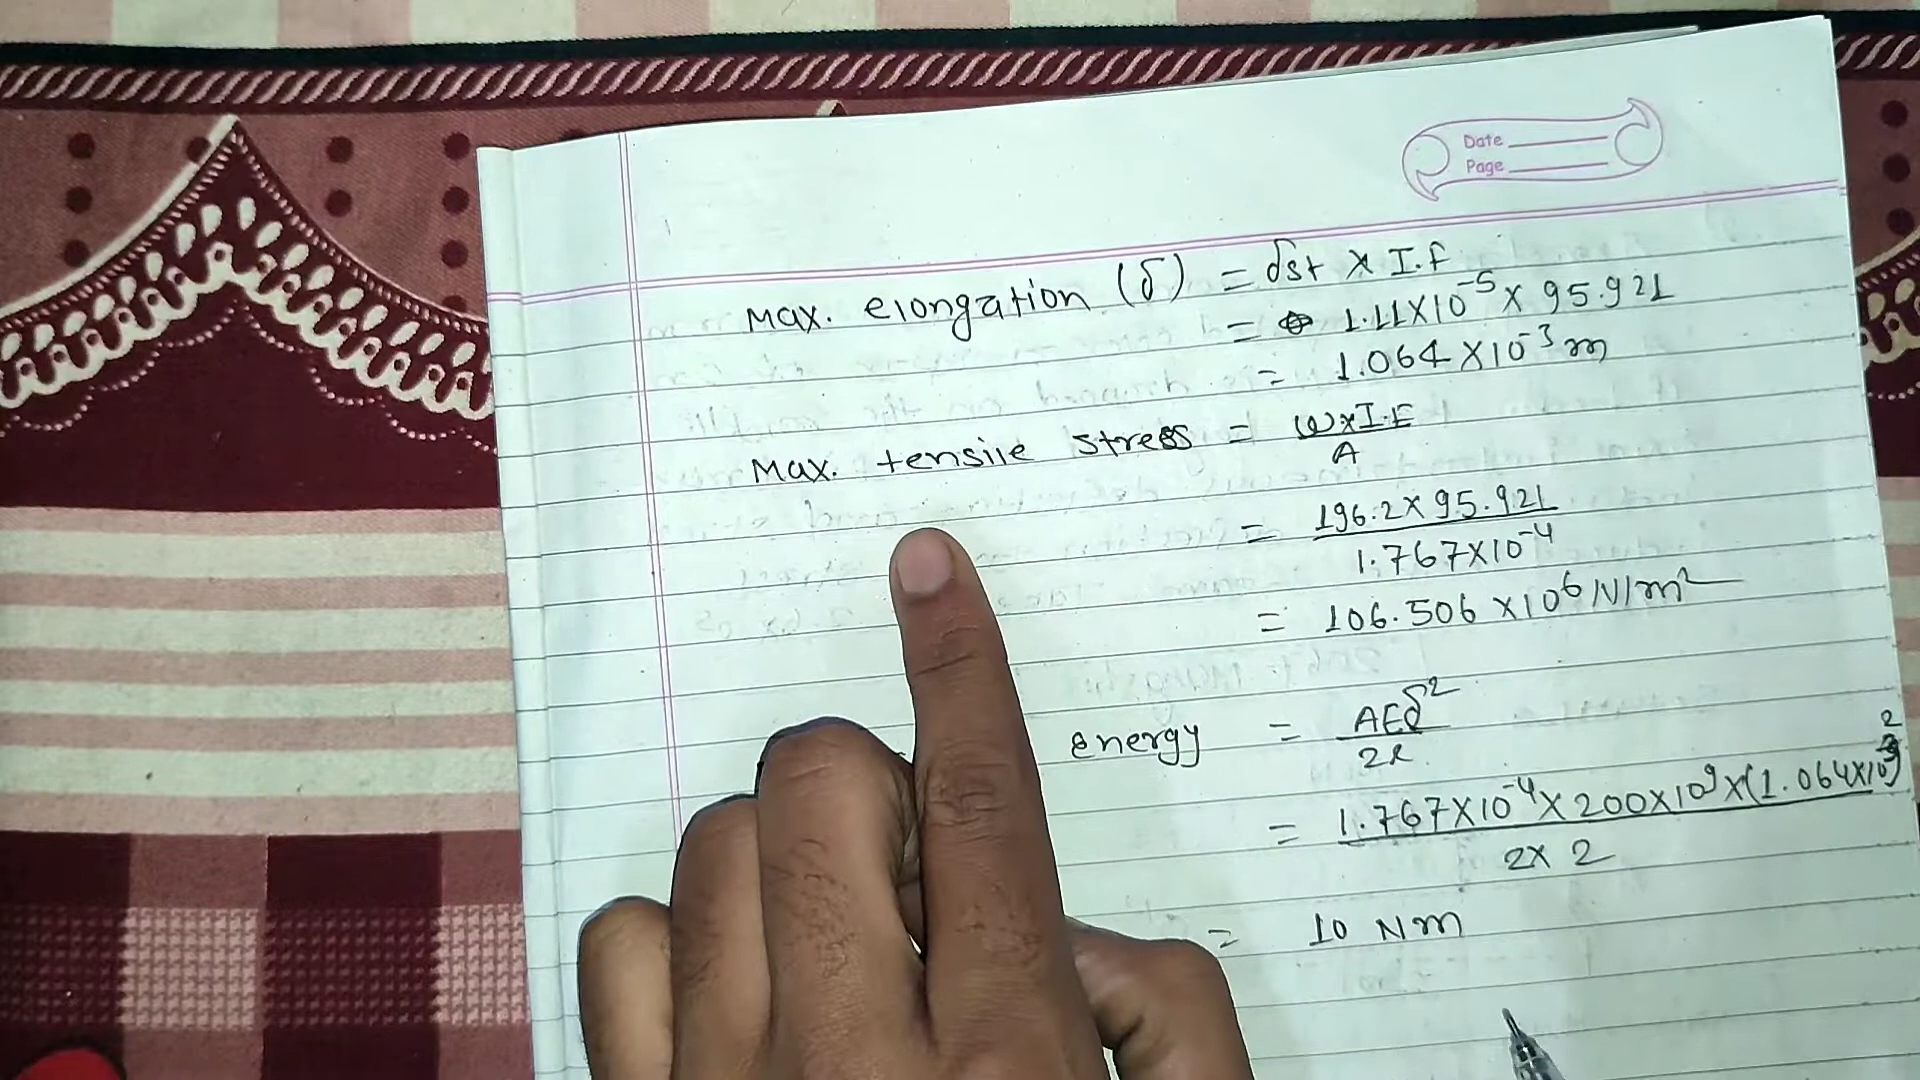 Date
Page
Max. elongation (δ) = δst × I.F
= 1.11×10⁻⁵ × 95.921
= 1.064 × 10⁻³ m
Max. tensile stress = W×I.F
A
= 196.2 × 95.921
1.767×10⁻⁴
= 106.506 × 10⁶ N/m²
energy = AEδ²
2l
= 1.767×10⁻⁴ × 200×10⁹ × (1.064×10⁻³)²
2× 2
= 10 Nm